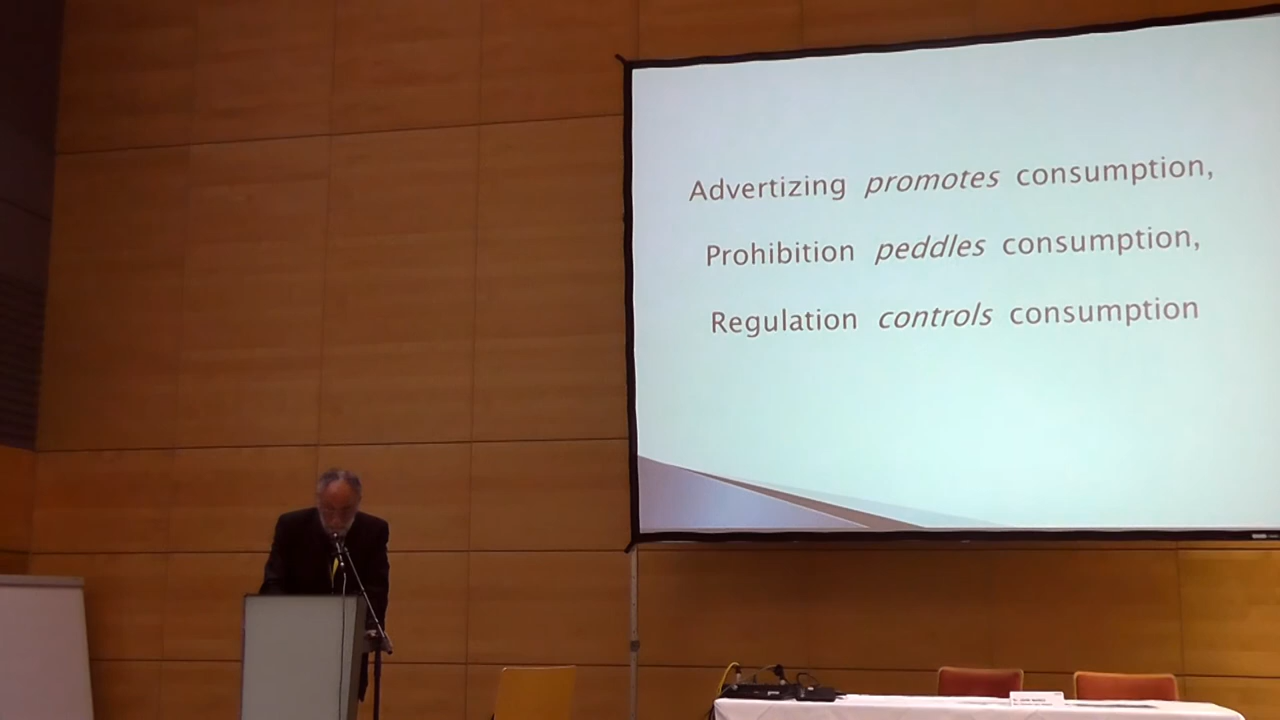 Advertizing promotes consumption,
Prohibition peddles consumption,
Regulation controls consumption